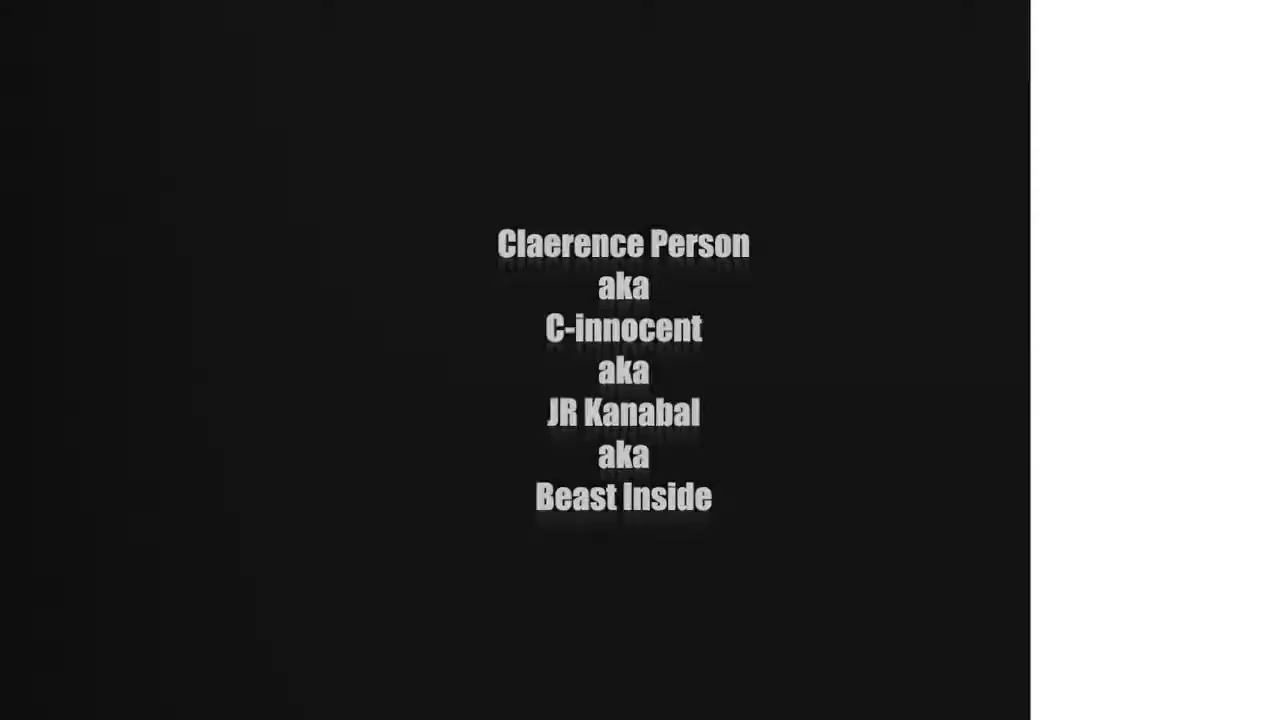 Claerence Person
aka
C-innocent
aka
JR Kanabal
aka
Beast Inside